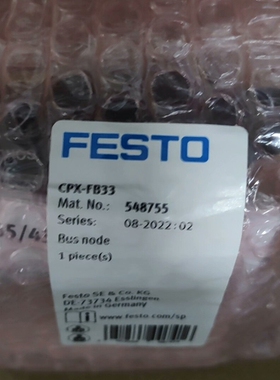 FESTO
CPX-FB33
Mat. No.: 548755
Series: 08-2022:02
Bus node
1 piece(s)
Festo SE & Co. KG
DE 73734 Esslingen
Made in Germany
www.festo.com/sp